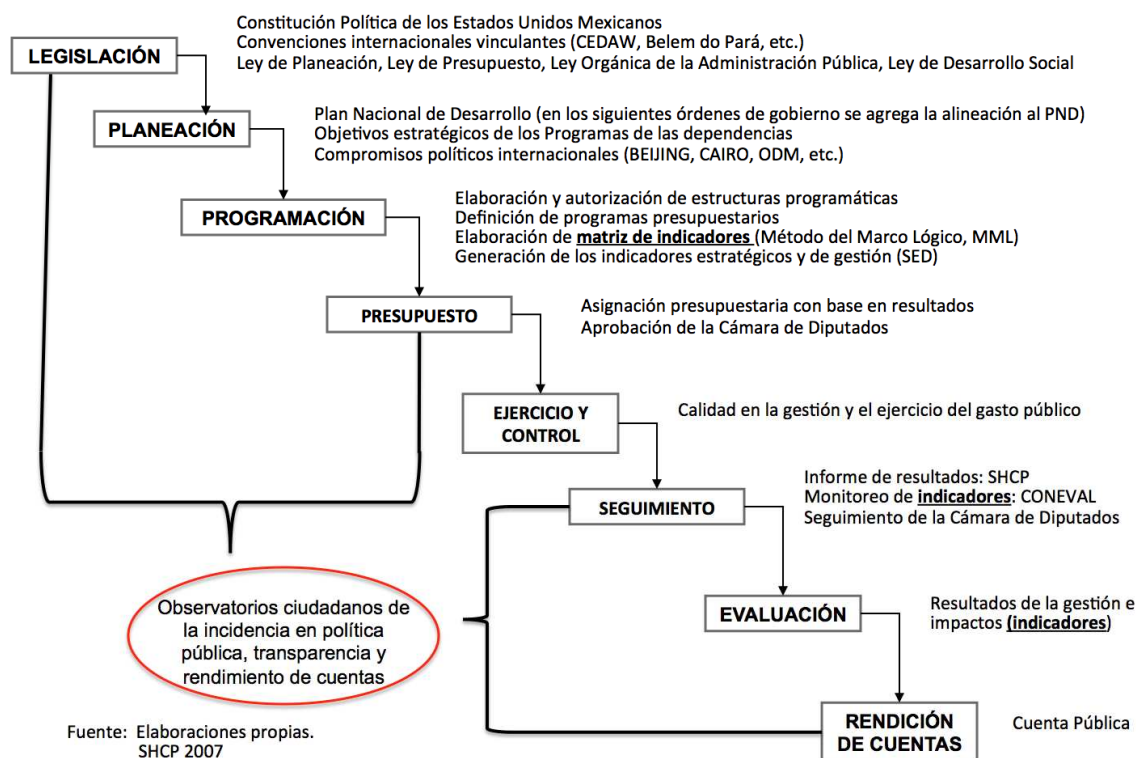 Constitución Política de los Estados Unidos Mexicanos
Convenciones internacionales vinculantes (CEDAW, Belem do Pará, etc.)
LEGISLACIÓN
Ley de Planeación, Ley de Presupuesto, Ley Orgánica de la Administración Pública, Ley de Desarrollo Social
Plan Nacional de Desarrollo (en los siguientes órdenes de gobierno se agrega la alineación al PND)
PLANEACIÓN
Objetivos estratégicos de los Programas de las dependencias
Compromisos políticos internacionales (BEIJING, CAIRO, ODM, etc.)
Elaboración y autorización de estructuras programáticas
PROGRAMACIÓN
Definición de programas presupuestarios
Elaboración de matriz de indicadores (Método del Marco Lógico, MML)
Generación de los indicadores estratégicos y de gestión (SED)
PRESUPUESTO
Asignación presupuestaria con base en resultados
Aprobación de la Cámara de Diputados
EJERCICIO Y
CONTROL
Calidad en la gestión y el ejercicio del gasto público
Informe de resultados: SHCP
Monitoreo de indicadores: CONEVAL
Seguimiento de la Cámara de Diputados
SEGUIMIENTO
Observatorios ciudadanos de
la incidencia en política
pública, transparencia y
rendimiento de cuentas
EVALUACIÓN
Resultados de la gestión e
impactos (indicadores)
RENDICIÓN
DE CUENTAS
Cuenta Pública
Fuente: Elaboraciones propias.
SHCP 2007